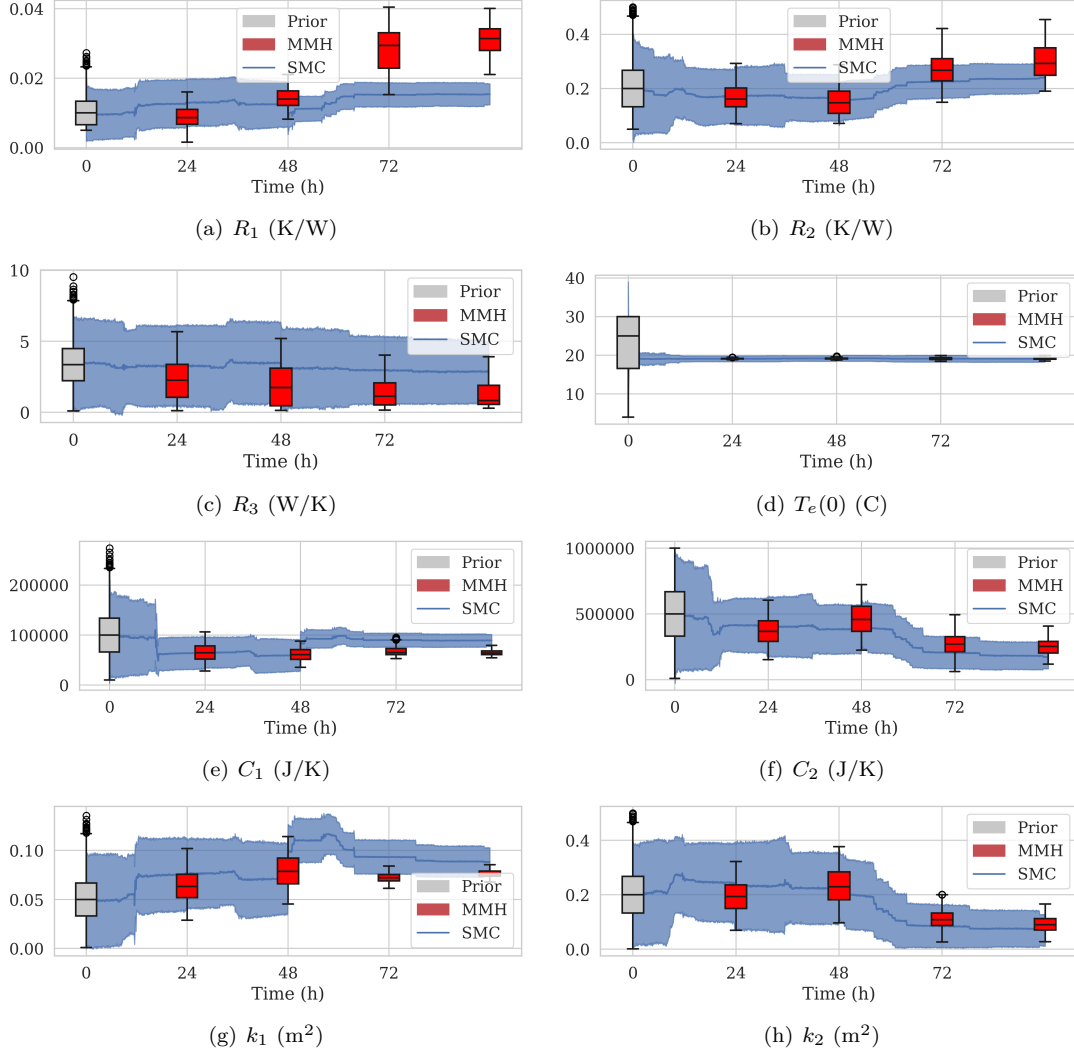 0.04
0.02
0.00
Prior
MMH
SMC
0
24
48
72
Time (h)
(a) R₁ (K/W)
0.4
0.2
0.0
Prior
MMH
SMC
0
24
48
72
Time (h)
(b) R₂ (K/W)
10
5
0
Prior
MMH
SMC
0
24
48
72
Time (h)
(c) R₃ (W/K)
40
30
20
10
Prior
MMH
SMC
0
24
48
72
Time (h)
(d) Tₑ(0) (C)
200000
100000
0
Prior
MMH
SMC
0
24
48
72
Time (h)
(e) C₁ (J/K)
1000000
500000
0
Prior
MMH
SMC
0
24
48
72
Time (h)
(f) C₂ (J/K)
0.10
0.05
0.00
Prior
MMH
SMC
0
24
48
72
Time (h)
(g) k₁ (m²)
0.4
0.2
0.0
Prior
MMH
SMC
0
24
48
72
Time (h)
(h) k₂ (m²)